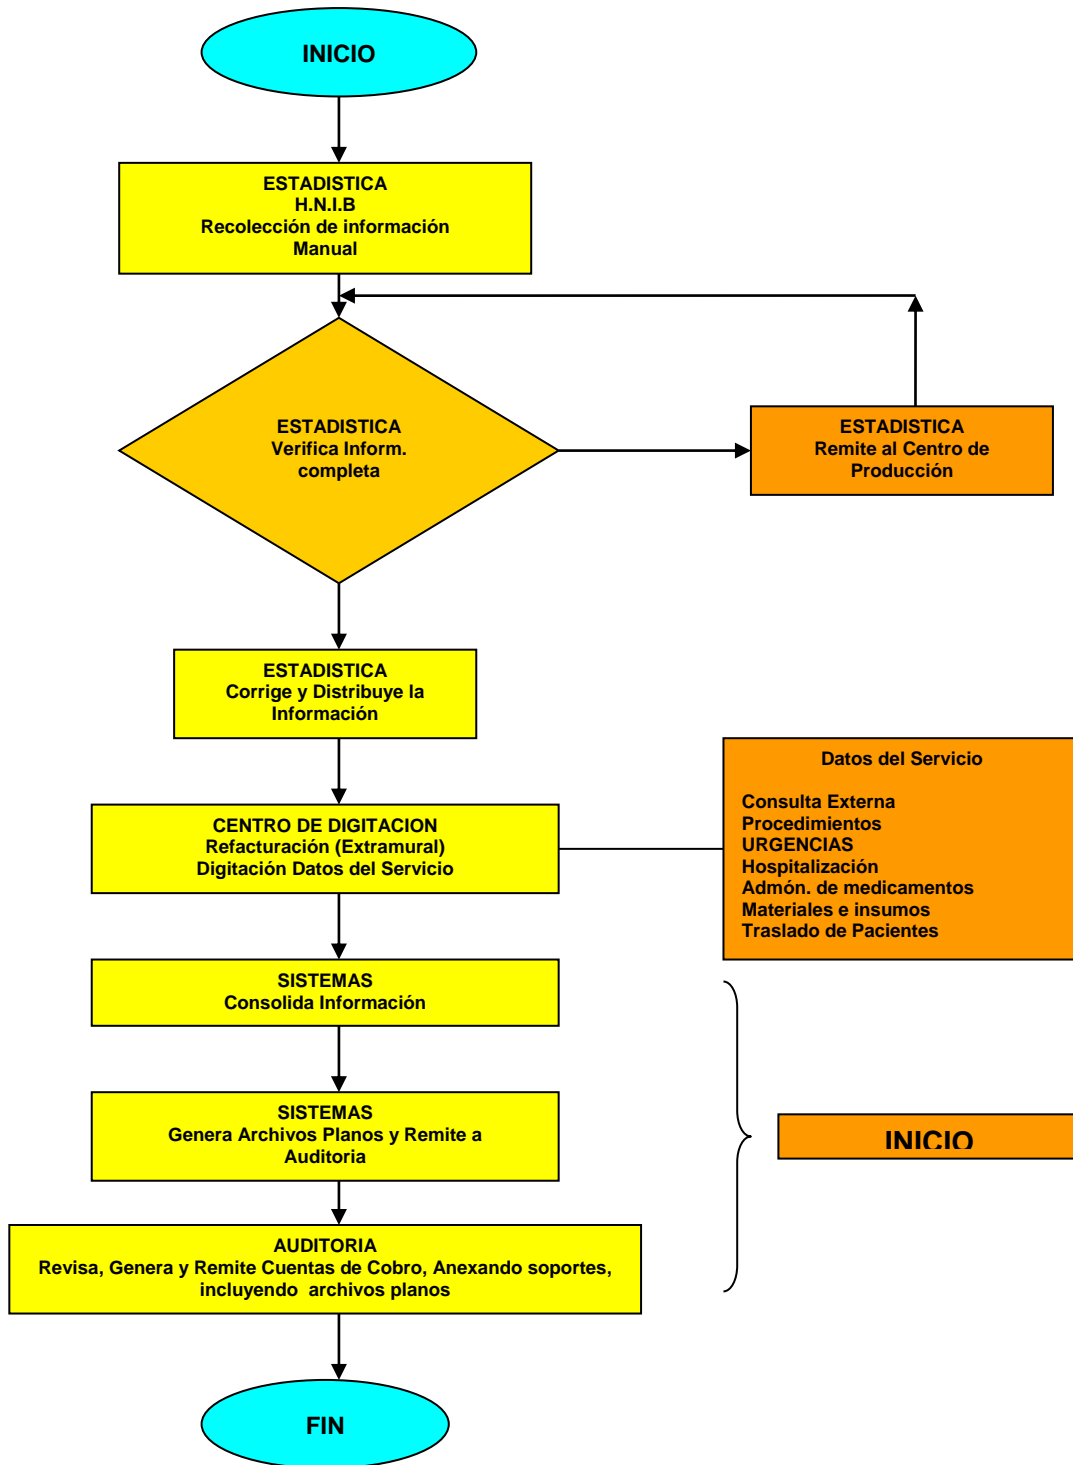 INICIO
ESTADISTICA
H.N.I.B
Recolección de información
Manual
ESTADISTICA
Verifica Inform.
completa
ESTADISTICA
Remite al Centro de
Producción
ESTADISTICA
Corrige y Distribuye la
Información
CENTRO DE DIGITACION
Refacturación (Extramural)
Digitación Datos del Servicio
Datos del Servicio
Consulta Externa
Procedimientos
URGENCIAS
Hospitalización
Admón. de medicamentos
Materiales e insumos
Traslado de Pacientes
SISTEMAS
Consolida Información
SISTEMAS
Genera Archivos Planos y Remite a
Auditoria
INICIO
AUDITORIA
Revisa, Genera y Remite Cuentas de Cobro, Anexando soportes,
incluyendo archivos planos
FIN